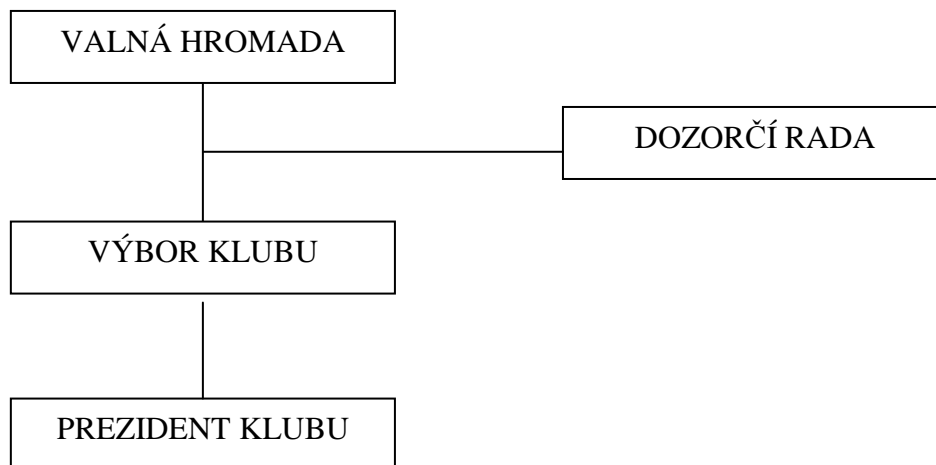 VALNÁ HROMADA
DOZORČÍ RADA
VÝBOR KLUBU
PREZIDENT KLUBU